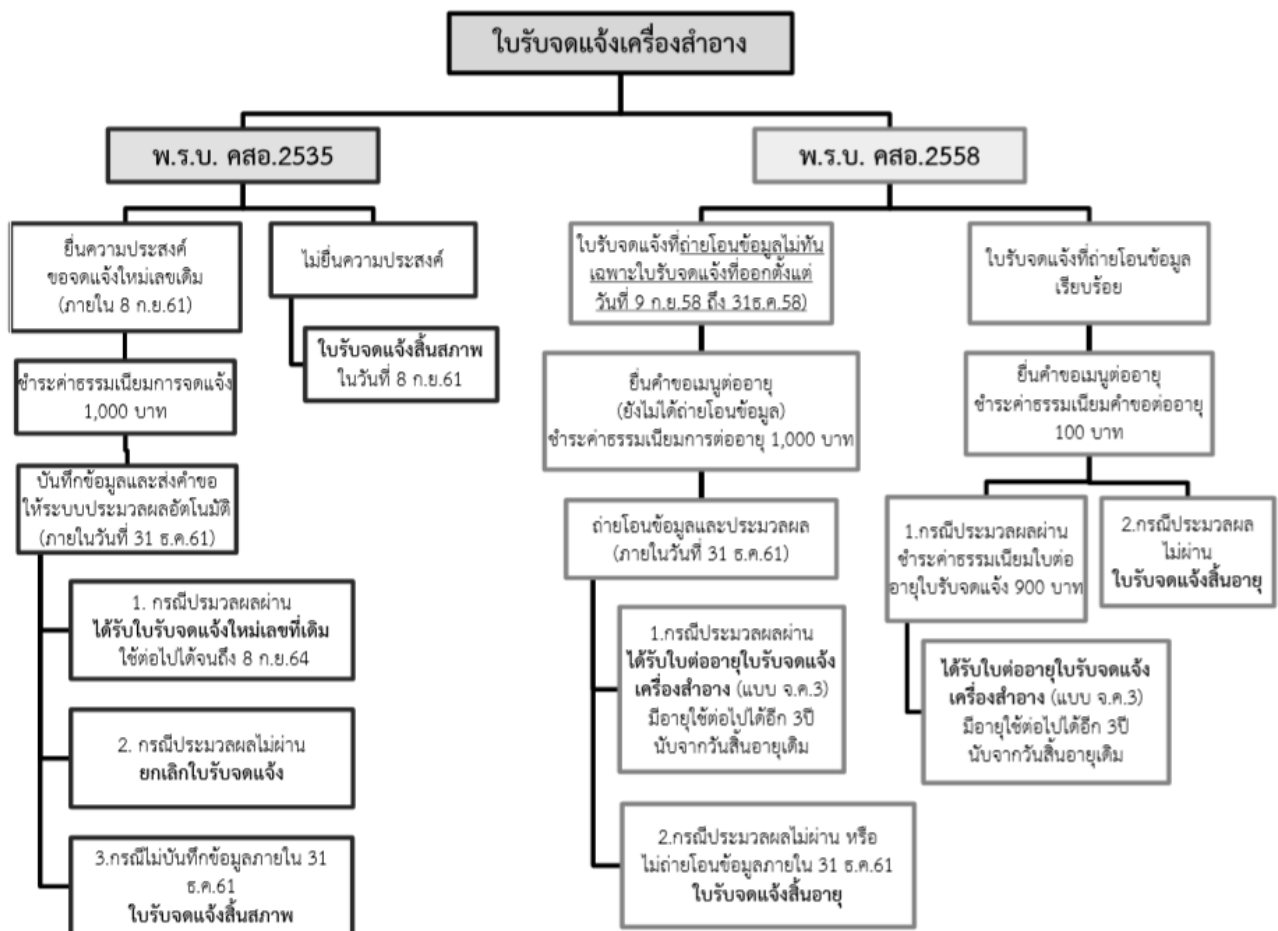 ใบรับจดแจ้งเครื่องสำอาง
พ.ร.บ. คสอ.2535
ยื่นความประสงค์
ขอจดแจ้งใหม่เลขเดิม
(ภายใน 8 ก.ย.61)
ไม่ยื่นความประสงค์
ใบรับจดแจ้งสิ้นสภาพ
ในวันที่ 8 ก.ย.61
ชำระค่าธรรมเนียมการจดแจ้ง
1,000 บาท
บันทึกข้อมูลและส่งคำขอ
ให้ระบบประมวลผลอัตโนมัติ
(ภายในวันที่ 31 ธ.ค.61)
1. กรณีปรมวลผลผ่าน
ได้รับใบรับจดแจ้งใหม่เลขที่เดิม
ใช้ต่อไปได้จนถึง 8 ก.ย.64
2. กรณีประมวลผลไม่ผ่าน
ยกเลิกใบรับจดแจ้ง
3.กรณีไม่บันทึกข้อมูลภายใน 31
ธ.ค.61
ใบรับจดแจ้งสิ้นสภาพ
พ.ร.บ. คสอ.2558
ใบรับจดแจ้งที่ถ่ายโอนข้อมูลไม่ทัน
เฉพาะใบรับจดแจ้งที่ออกตั้งแต่
วันที่ 9 ก.ย.58 ถึง 31ธ.ค.58)
ยื่นคำขอเมนูต่ออายุ
(ยังไม่ได้ถ่ายโอนข้อมูล)
ชำระค่าธรรมเนียมการต่ออายุ 1,000 บาท
ถ่ายโอนข้อมูลและประมวลผล
(ภายในวันที่ 31 ธ.ค.61)
1.กรณีประมวลผลผ่าน
ได้รับใบต่ออายุใบรับจดแจ้ง
เครื่องสำอาง (แบบ จ.ค.3)
มีอายุใช้ต่อไปได้อีก 3ปี
นับจากวันสิ้นอายุเดิม
2.กรณีประมวลผลไม่ผ่าน หรือ
ไม่ถ่ายโอนข้อมูลภายใน 31 ธ.ค.61
ใบรับจดแจ้งสิ้นอายุ
ใบรับจดแจ้งที่ถ่ายโอนข้อมูล
เรียบร้อย
ยื่นคำขอเมนูต่ออายุ
ชำระค่าธรรมเนียมคำขอต่ออายุ
100 บาท
1.กรณีประมวลผลผ่าน
ชำระค่าธรรมเนียมใบต่อ
อายุใบรับจดแจ้ง 900 บาท
ได้รับใบต่ออายุใบรับจดแจ้ง
เครื่องสำอาง (แบบ จ.ค.3)
มีอายุใช้ต่อไปได้อีก 3ปี
นับจากวันสิ้นอายุเดิม
2.กรณีประมวลผล
ไม่ผ่าน
ใบรับจดแจ้งสิ้นอายุ